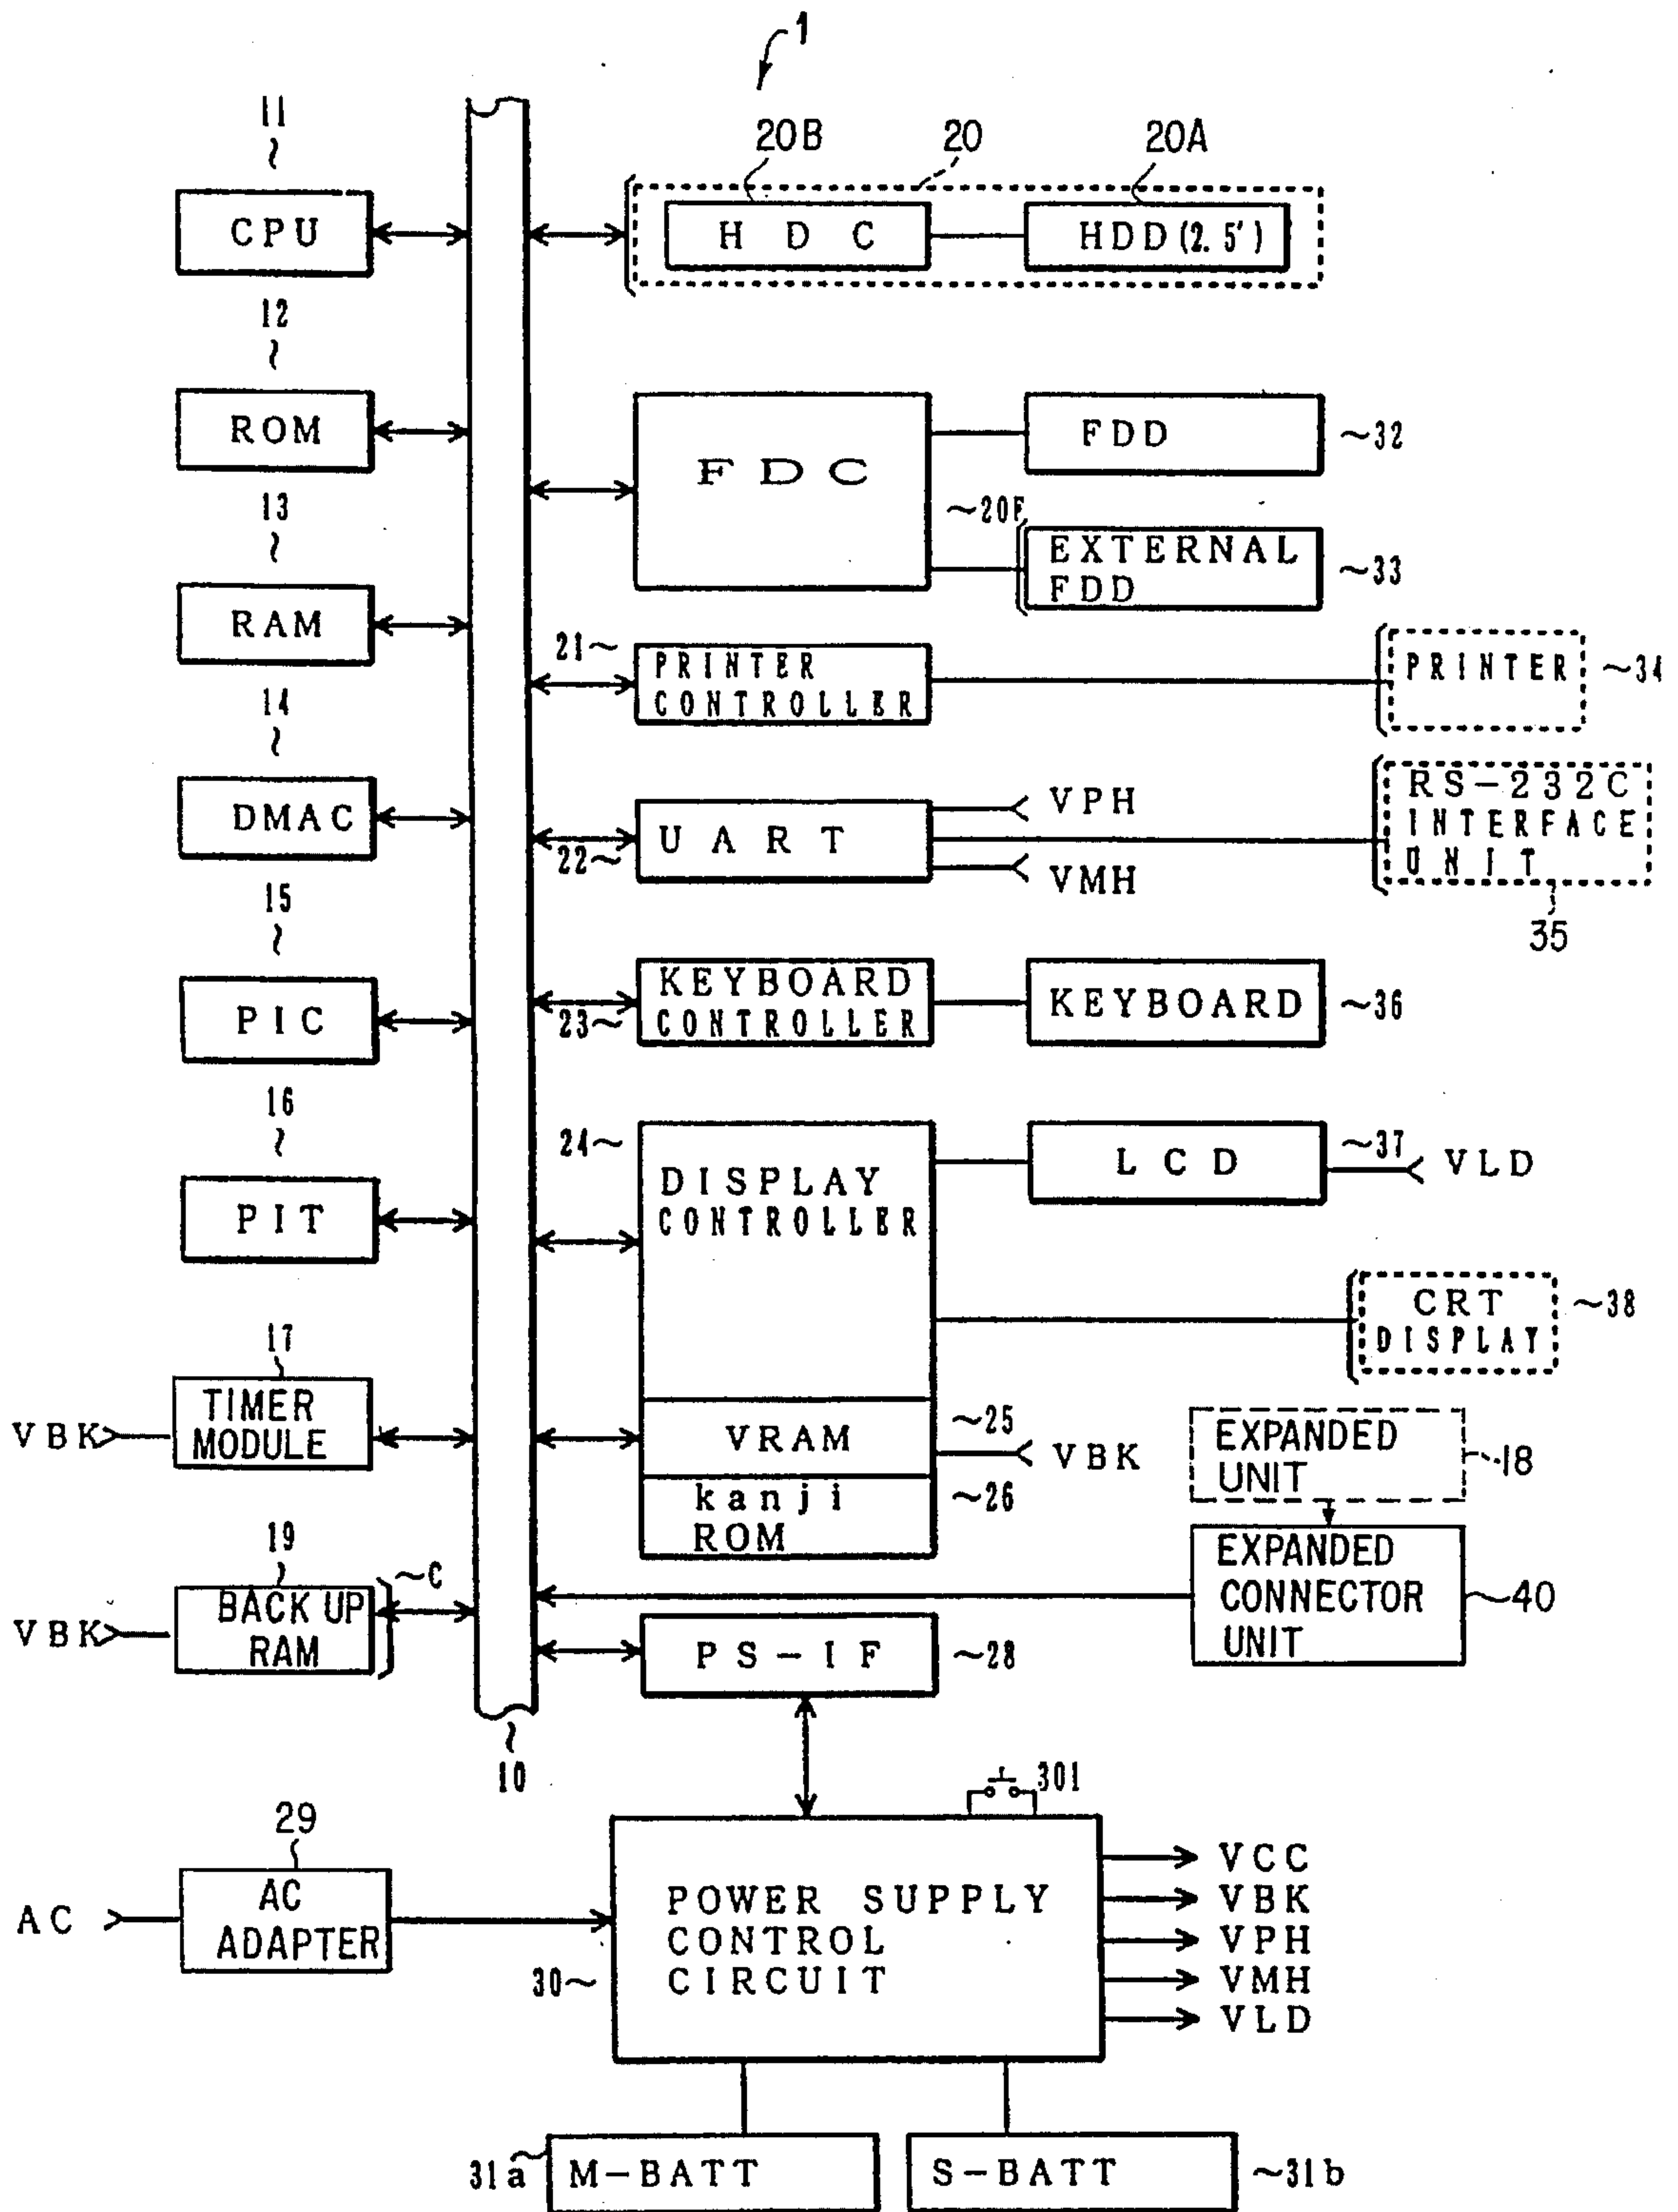 1
11
20B
20
20A
CPU
HDC
HDD(2.5')
12
ROM
FDC
FDD
32
20F
13
EXTERNAL
FDD
33
RAM
21
PRINTER
CONTROLLER
PRINTER
34
14
DMAC
22
UART
VPH
VMH
RS-232C
INTERFACE
UNIT
35
15
PIC
23
KEYBOARD
CONTROLLER
KEYBOARD
36
16
PIT
24
DISPLAY
CONTROLLER
LCD
37
VLD
CRT
DISPLAY
38
17
VBK
TIMER
MODULE
VRAM
25
VBK
kanji
ROM
26
EXPANDED
UNIT
18
19
VBK
BACK UP
RAM
C
EXPANDED
CONNECTOR
UNIT
40
PS-IF
28
10
301
29
AC
AC
ADAPTER
30
POWER SUPPLY
CONTROL
CIRCUIT
VCC
VBK
VPH
VMH
VLD
31a
M-BATT
S-BATT
31b